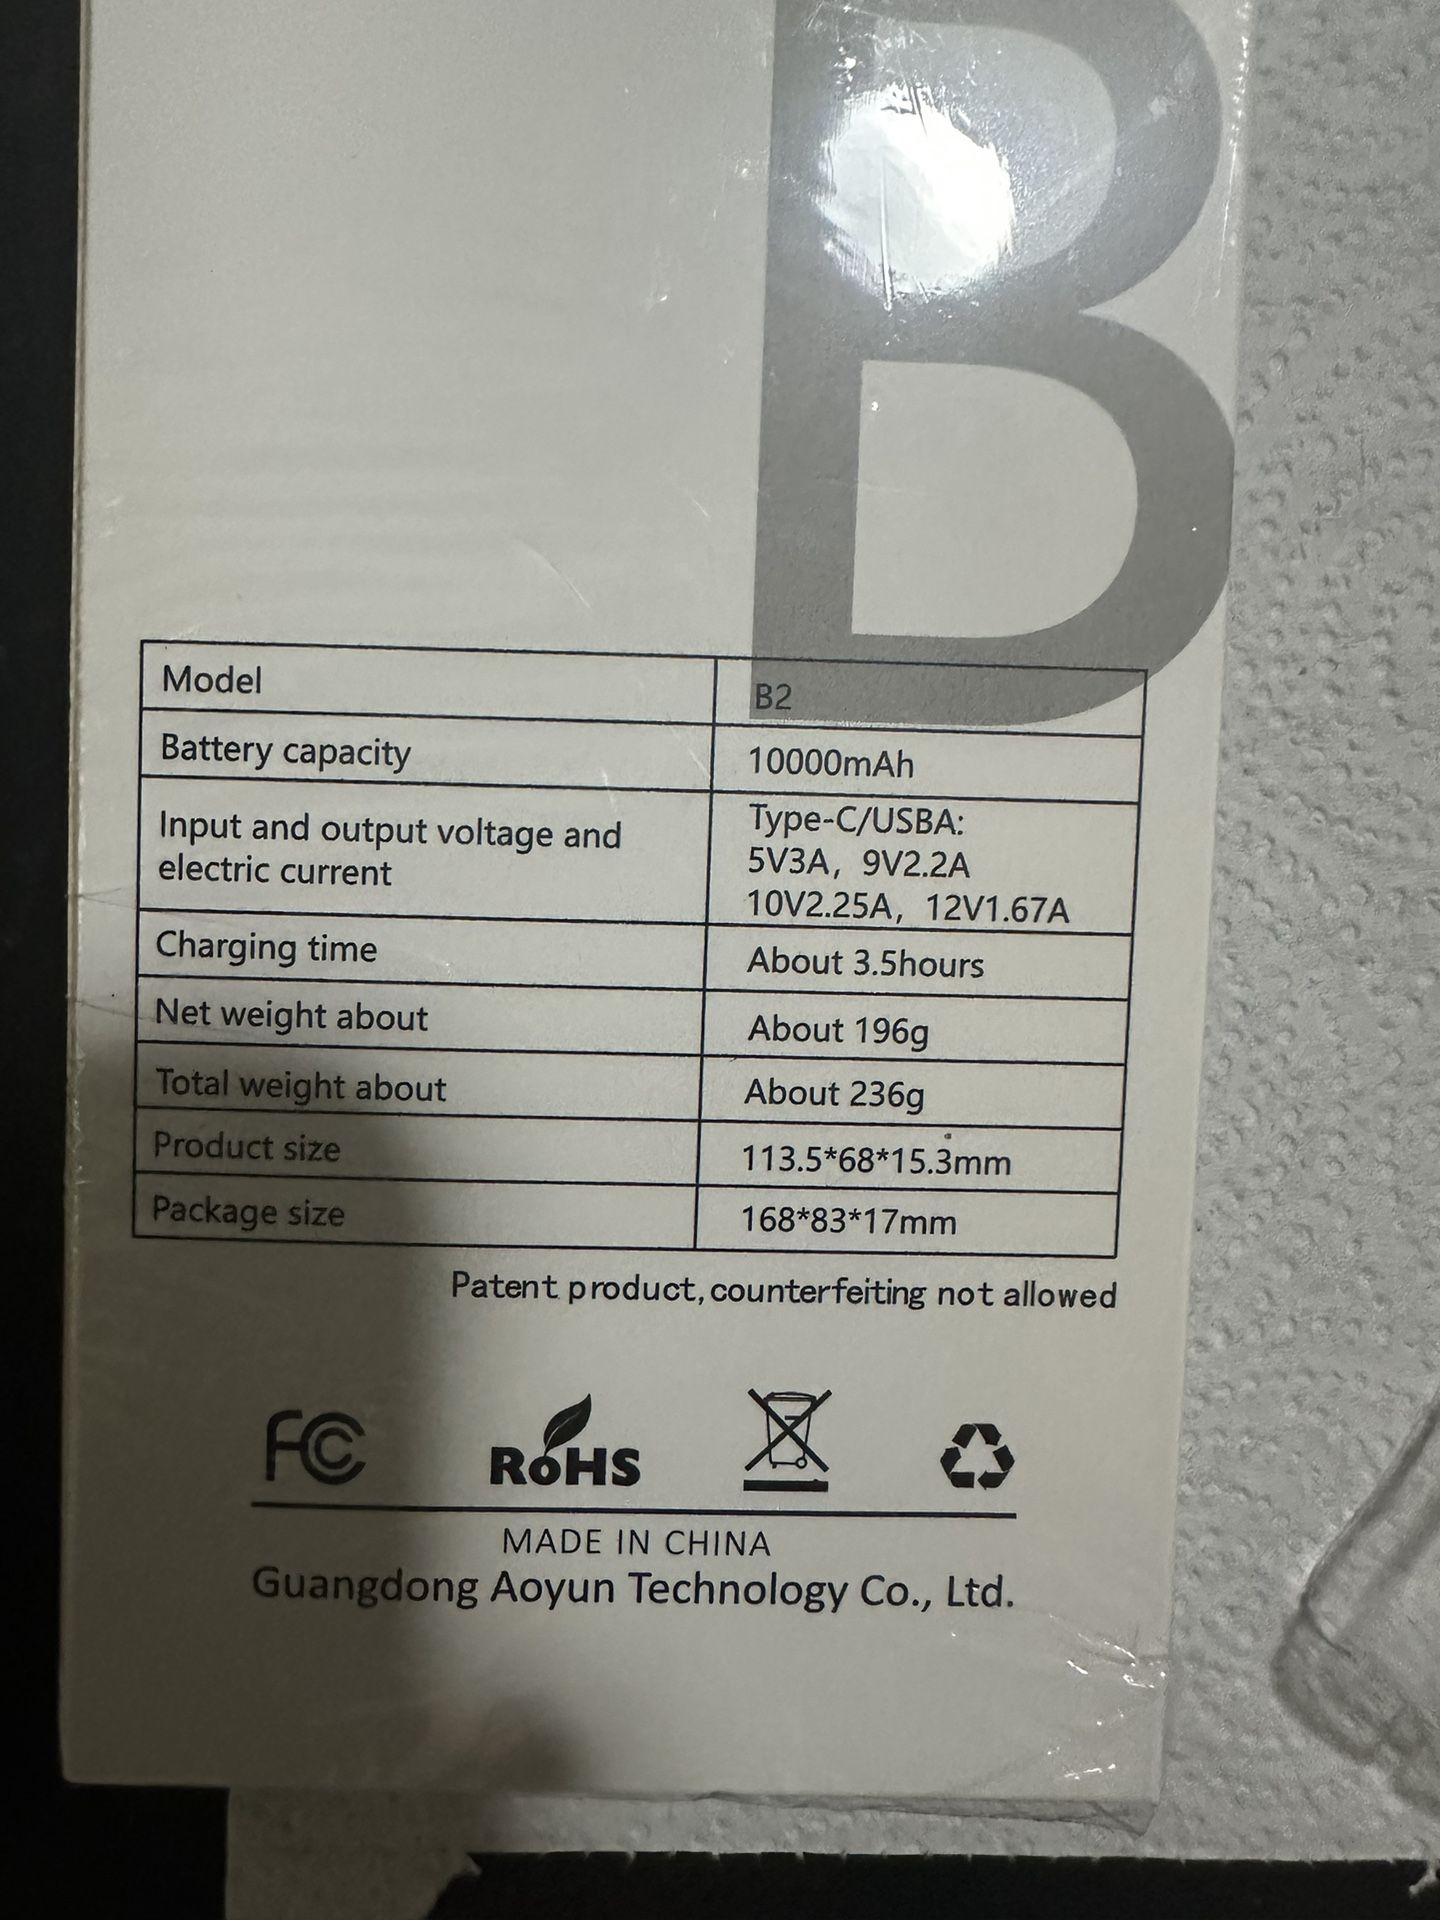 B
Model B2
Battery capacity 10000mAh
Input and output voltage and
electric current
Type-C/USBA:
5V3A, 9V2.2A
10V2.25A, 12V1.67A
Charging time About 3.5hours
Net weight about About 196g
Total weight about About 236g
Product size 113.5*68*15.3mm
Package size 168*83*17mm
Patent product, counterfeiting not allowed
FC RoHS
MADE IN CHINA
Guangdong Aoyun Technology Co., Ltd.